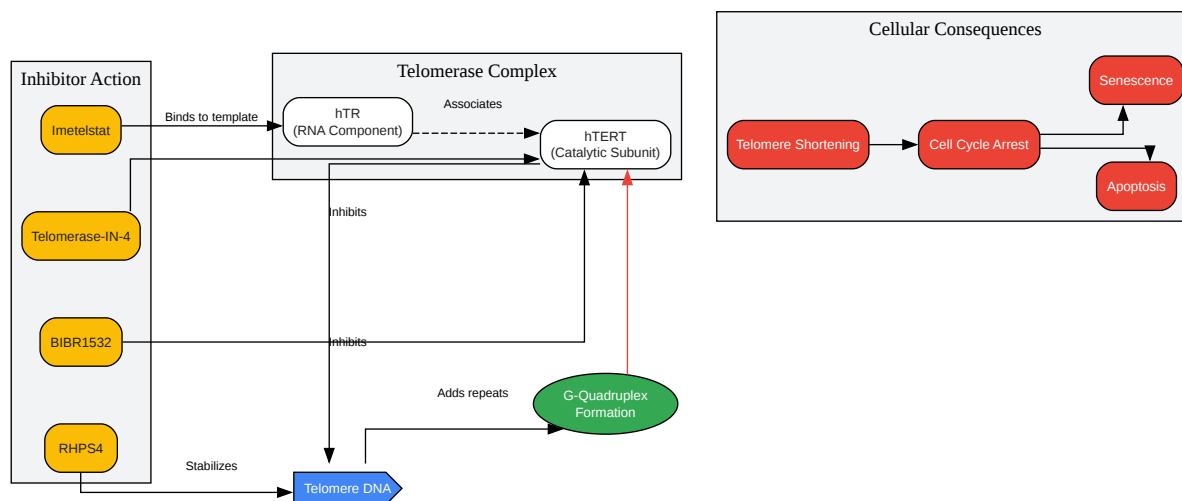 Inhibitor Action
Imetelstat
Telomerase-IN-4
BIBR1532
RHPS4
Binds to template
Telomerase Complex
hTR
(RNA Component)
Associates
hTERT
(Catalytic Subunit)
Inhibits
Inhibits
Adds repeats
Stabilizes
Telomere DNA
G-Quadruplex
Formation
Cellular Consequences
Telomere Shortening
Cell Cycle Arrest
Senescence
Apoptosis